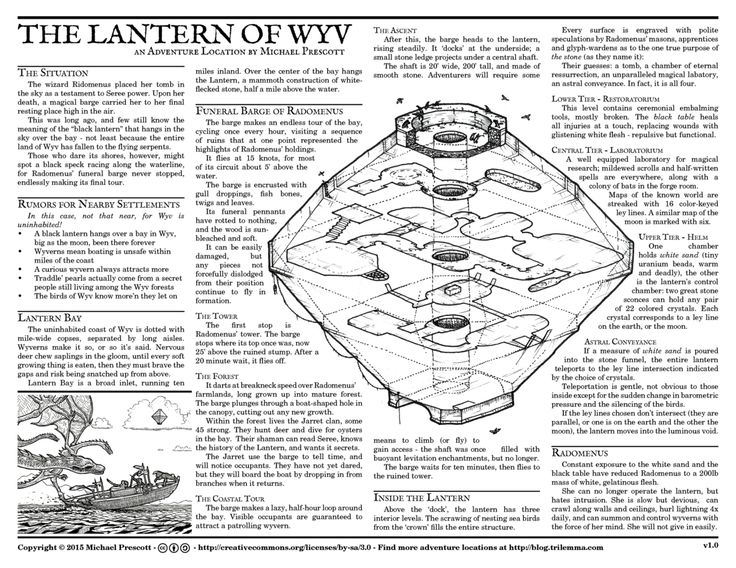 THE LANTERN OF WYV
AN ADVENTURE LOCATION BY MICHAEL PRESCOTT
THE SITUATION
The wizard Ridomenus placed her tomb in
the sky as a testament to Seree power. Upon her
death, a magical barge carried her to her final
resting place high in the air.
This was long ago, and few still know the
meaning of the "black lantern" that hangs in the
sky over the bay - not least because the entire
land of Wyv has fallen to the flying serpents.
Those who dare its shores, however, might
spot a black speck racing along the waterline,
for Radomenus' funeral barge never stopped,
endlessly making its final tour.
RUMORS FOR NEARBY SETTLEMENTS
In this case, not that near, for Wyv is
uninhabited!
• A black lantern hangs over a bay in Wyv,
big as the moon, been there forever
• Wyverns mean boating is unsafe within
miles of the coast
• A curious wyvern always attracts more
• 'Traddle' pearls actually come from a secret
people still living among the Wyv forests
• The birds of Wyv know more'n they let on
LANTERN BAY
The uninhabited coast of Wyv is dotted with
mile-wide copses, separated by long aisles.
Wyverns make it so, or so it's said. Nervous
deer chew saplings in the gloom, until every soft
growing thing is eaten, then they must brave the
gaps and risk being snatched up from above.
Lantern Bay is a broad inlet, running ten
miles inland. Over the center of the bay hangs
the Lantern, a mammoth construction of white-
flecked stone, half a mile above the water.
FUNERAL BARGE OF RADOMENUS
The barge makes an endless tour of the bay,
cycling once every hour, visiting a sequence of
ruins that at one point represented the
highlights of Radomenus' holdings.
It flies at 15 knots, for most
of its circuit about 5' above the
water.
The barge is encrusted with
gull droppings, fish bones,
twigs and leaves.
Its funeral pennants
have rotted to nothing,
and the wood is sun-
bleached and soft.
It can be easily
damaged, but
any pieces not
forcefully dislodged
from their position
continue to fly in
formation.
THE TOWER
The first stop is
Radomenus' tower. The barge
stops where its top once was, now
25' above the ruined stump. After a
20 minute wait, it flies off.
THE FOREST
It darts at breakneck speed over Radomenus'
farmlands, long grown up into mature forest.
The barge plunges through a boat-shaped hole in
the canopy, cutting out any new growth.
Within the forest lives the Jarret clan, some
45 strong. They hunt deer and dive for oysters
in the bay. Their shaman can read Seree, knows
the history of the Lantern, and wants it secrets.
The Jarret use the barge to tell time, and
will notice occupants. They have not yet dared,
but they will board the boat by dropping in from
branches when it returns.
THE COASTAL TOUR
The barge makes a lazy, half-hour loop around
the bay. Visible occupants are guaranteed to
attract a patrolling wyvern.
THE ASCENT
After this, the barge heads to the lantern,
rising steadily. It 'docks' at the underside; a
small stone ledge projects under a central shaft.
The shaft is 20' wide, 200' tall, and made of
smooth stone. Adventurers will require some
means to climb (or fly) to
gain access - the shaft was once filled with
buoyant levitation enchantments, but no longer.
The barge waits for ten minutes, then flies to
the ruined tower.
INSIDE THE LANTERN
Above the 'dock', the lantern has three
interior levels. The scrawing of nesting sea birds
from the 'crown' fills the entire structure.
Every surface is engraved with polite
speculations by Radomenus' masons, apprentices
and glyph-wardens as to the one true purpose of
the stone (as they name it):
Their guesses: a tomb, a chamber of eternal
ressurrection, an unparalleled magical labatory,
an astral conveyance. In fact, it is all four.
LOWER TIER - RESTORATORIUM
This level contains ceremonial embalming
tools, mostly broken. The black table heals
all injuries at a touch, replacing wounds with
glistening white flesh - repulsive but functional.
CENTRAL TIER - LABORATORIUM
A well equipped laboratory for magical
research; mildewed scrolls and half-written
spells are everywhere, along with a
colony of bats in the forge room.
Maps of the known world are
streaked with 16 color-keyed
ley lines. A similar map of the
moon is marked with six.
UPPER TIER - HELM
One chamber
holds white sand (tiny
uranium beads, warm
and deadly), the other
is the lantern's control
chamber: two great stone
sconces can hold any pair
of 22 colored crystals. Each
crystal corresponds to a ley line
on the earth, or the moon.
ASTRAL CONVEYANCE
If a measure of white sand is poured
into the stone funnel, the entire lantern
teleports to the ley line intersection indicated
by the choice of crystals.
Teleportation is gentle, not obvious to those
inside except for the sudden change in barometric
pressure and the silencing of the birds.
If the ley lines chosen don't intersect (they are
parallel, or one is on the earth and the other the
moon), the lantern moves into the luminous void.
RADOMENUS
Constant exposure to the white sand and the
black table have reduced Radomenus to a 200lb
mass of white, gelatinous flesh.
She can no longer operate the lantern, but
hates intrusion. She is slow but devious, can
crawl along walls and ceilings, hurl lightning 4x
daily, and can summon and control wyverns with
the force of her mind. She will not give in easily.
Copyright © 2015 Michael Prescott - http://creativecommons.org/licenses/by-sa/3.0 - Find more adventure locations at http://blog.trilemma.com
v1.0